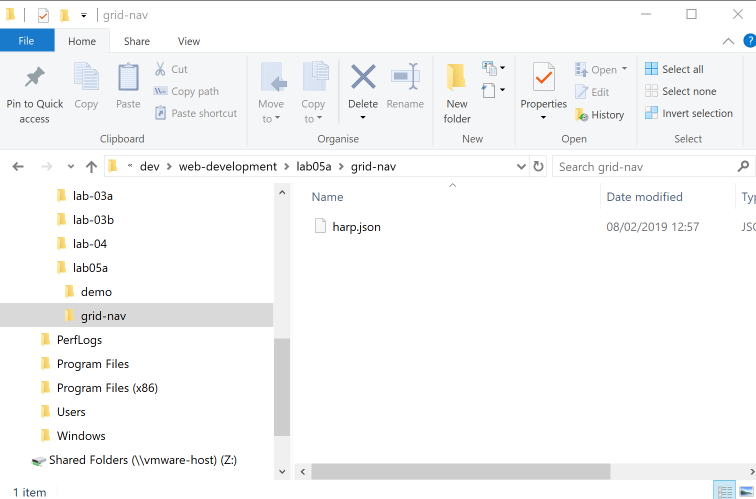 grid-nav
File Home Share View
Pin to Quick access
Copy
Paste
Cut
Copy path
Paste shortcut
Clipboard
Move to
Copy to
Delete
Rename
Organise
New folder
New
Properties
Open
Edit
History
Open
Select all
Select none
Invert selection
Select
« dev > web-development > lab05a > grid-nav
Search grid-nav
lab-03a
lab-03b
lab-04
lab05a
demo
grid-nav
PerfLogs
Program Files
Program Files (x86)
Users
Windows
Shared Folders (\\vmware-host) (Z:)
Name Date modified Ty
harp.json 08/02/2019 12:57 JSO
1 item